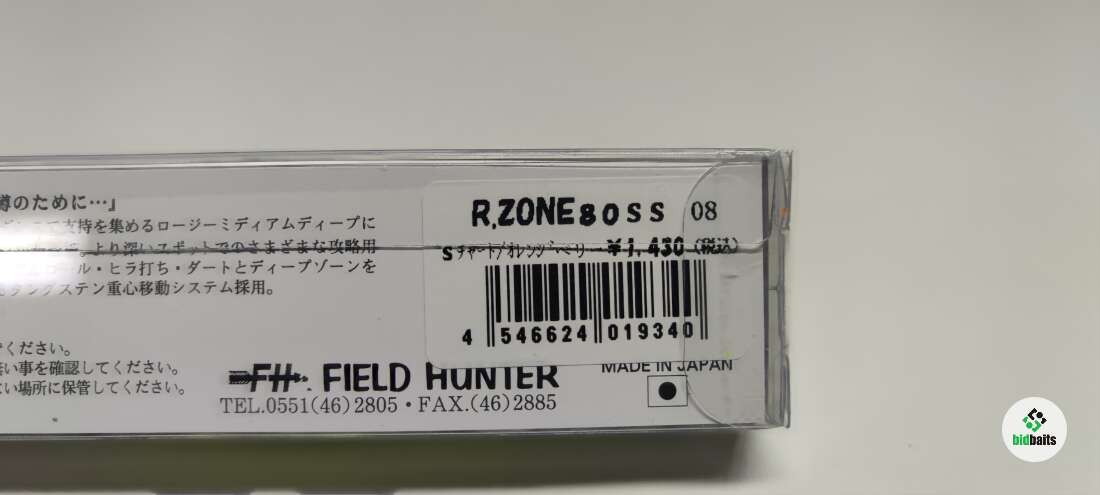 鱒のために…』
支持を集めるロージーミディアムディープに
より深いスポットでのさまざまな攻略用
ル・ヒラ打ち・ダートとディープゾーンを
ングステン重心移動システム採用。
ください。
い事を確認してください。
ない場所に保管してください。
R,ZONE80SS 08
Sチャート/オレンジベリー ¥1,430(税込)
4 546624 019340
MADE IN JAPAN
FH. FIELD HUNTER
TEL.0551(46)2805・FAX.(46)2885
bidbaits